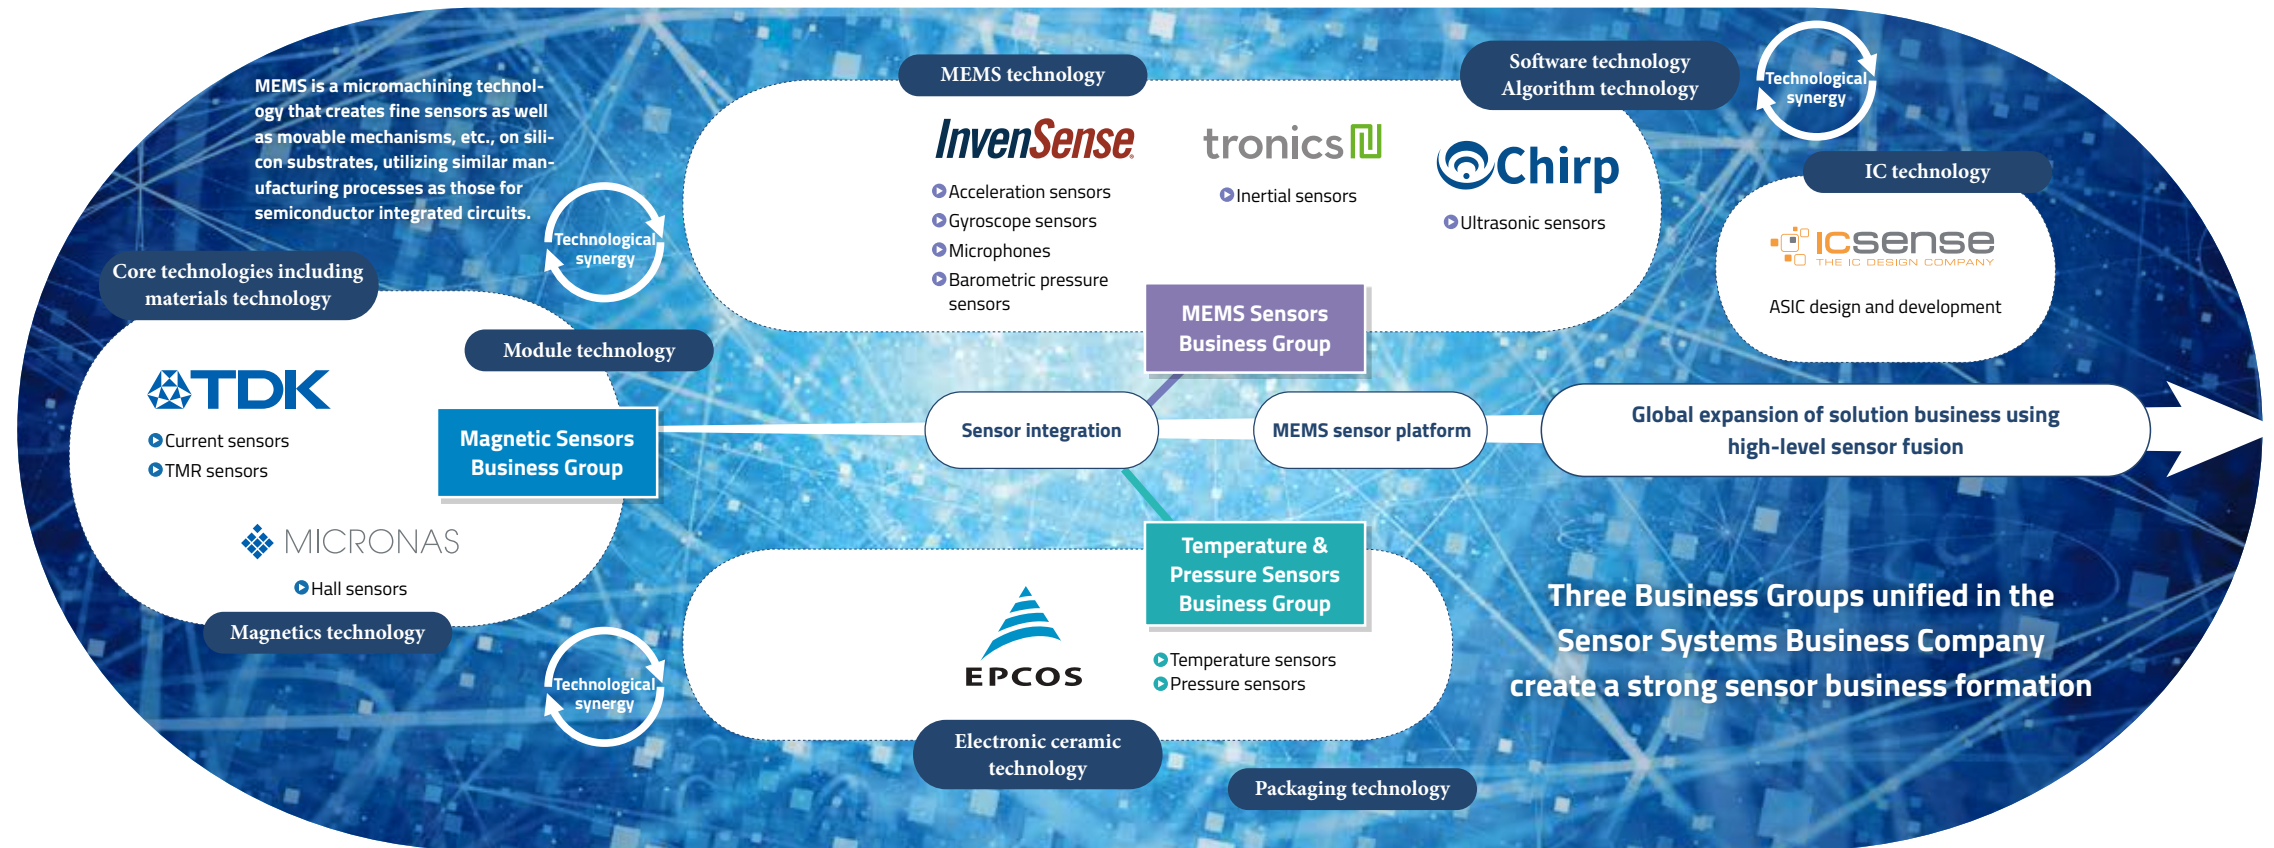 MEMS is a micromachining technol-
ogy that creates fine sensors as well
as movable mechanisms, etc., on sili-
con substrates, utilizing similar man-
ufacturing processes as those for
semiconductor integrated circuits.
Technological
synergy
Core technologies including
materials technology
TDK
Current sensors
TMR sensors
MICRONAS
Hall sensors
Magnetics technology
Module technology
Magnetic Sensors
Business Group
MEMS technology
InvenSense
Acceleration sensors
Gyroscope sensors
Microphones
Barometric pressure
sensors
tronics
Inertial sensors
Software technology
Algorithm technology
Chirp
Ultrasonic sensors
MEMS Sensors
Business Group
Technological
synergy
IC technology
icsense
THE IC DESIGN COMPANY
ASIC design and development
Sensor integration
MEMS sensor platform
Global expansion of solution business using
high-level sensor fusion
Technological
synergy
EPCOS
Temperature &
Pressure Sensors
Business Group
Temperature sensors
Pressure sensors
Electronic ceramic
technology
Packaging technology
Three Business Groups unified in the
Sensor Systems Business Company
create a strong sensor business formation